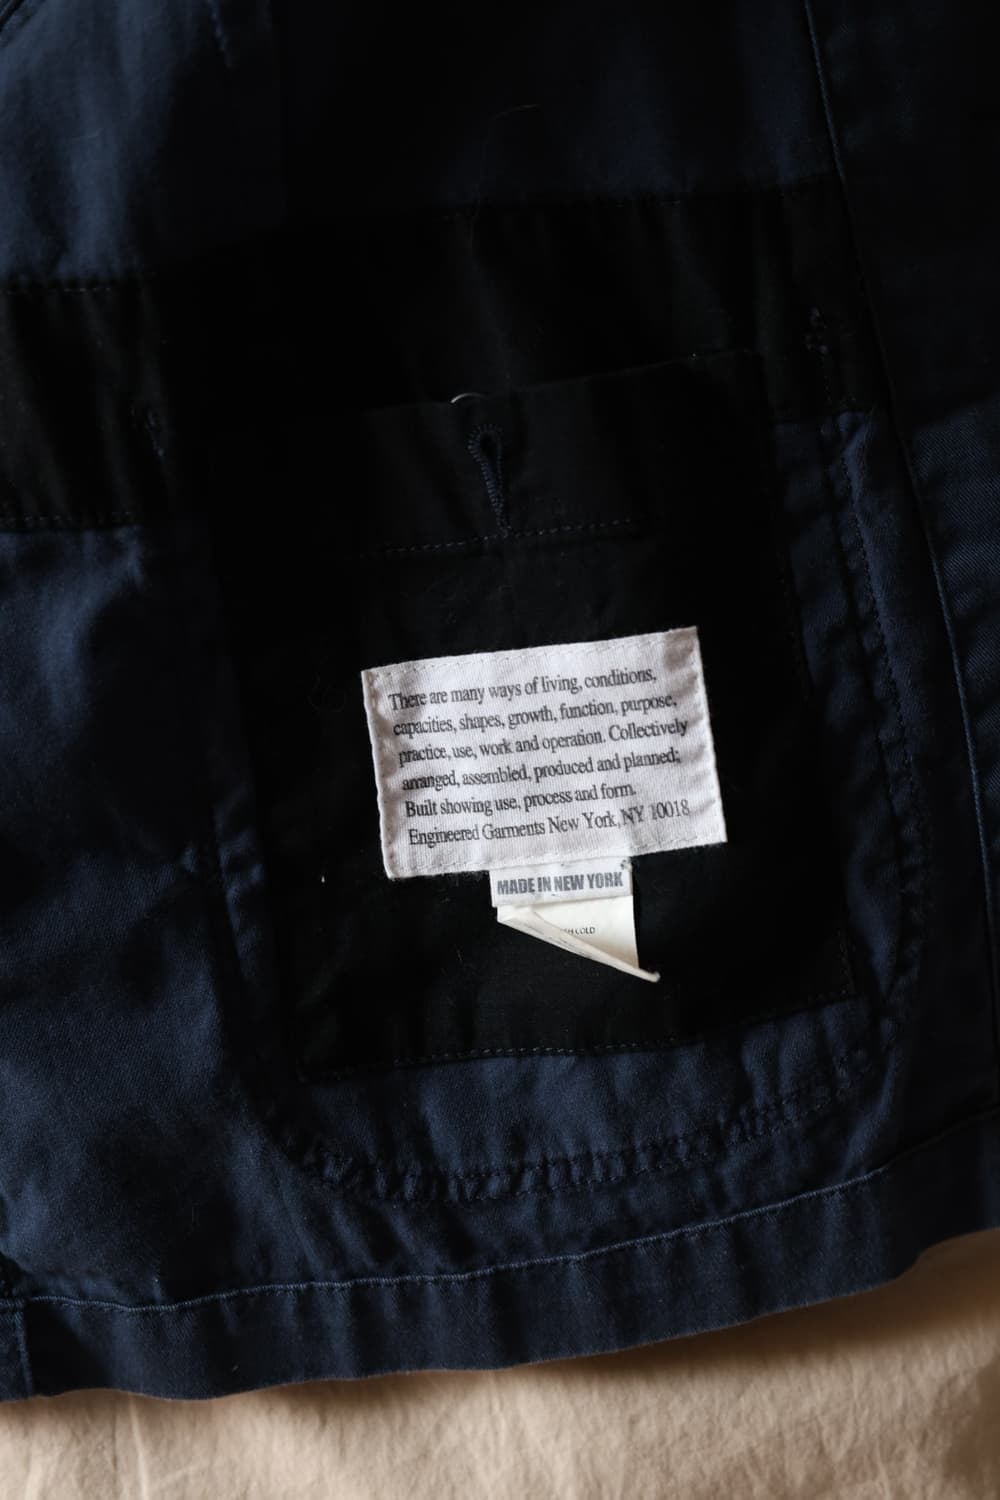 There are many ways of living, conditions,
capacities, shapes, growth, function, purpose,
practice, use, work and operation. Collectively
arranged, assembled, produced and planned;
Built showing use, process and form.
Engineered Garments New York, NY 10018
MADE IN NEW YORK
COLD